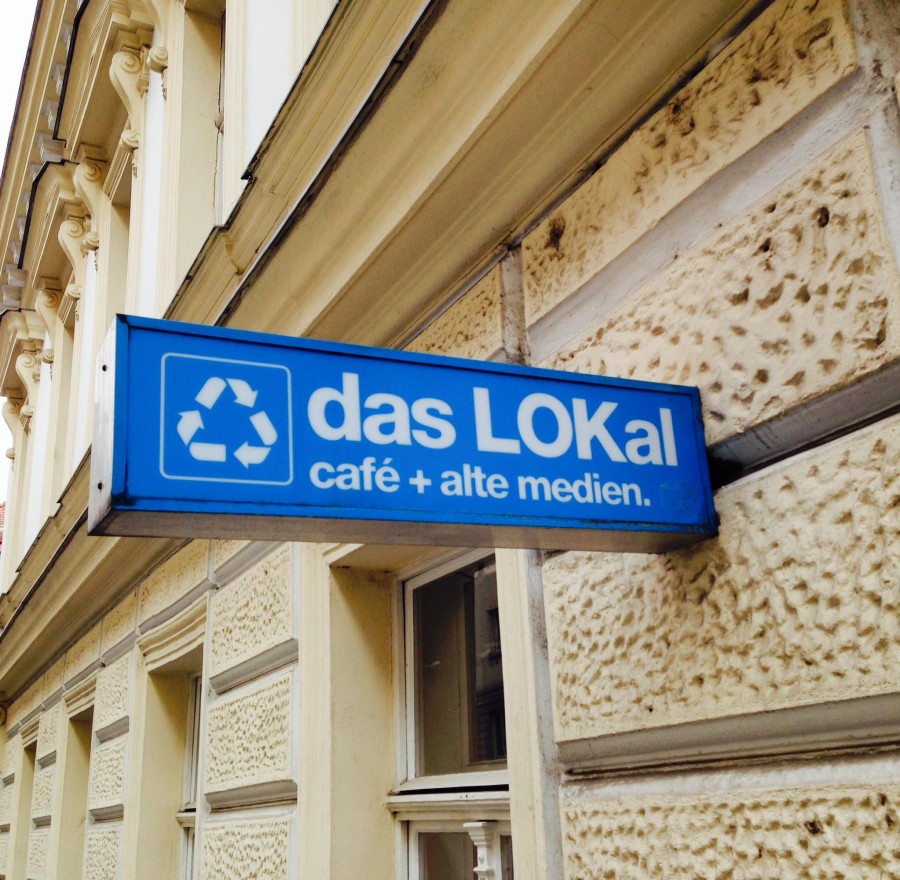 das LOKal
café + alte medien.